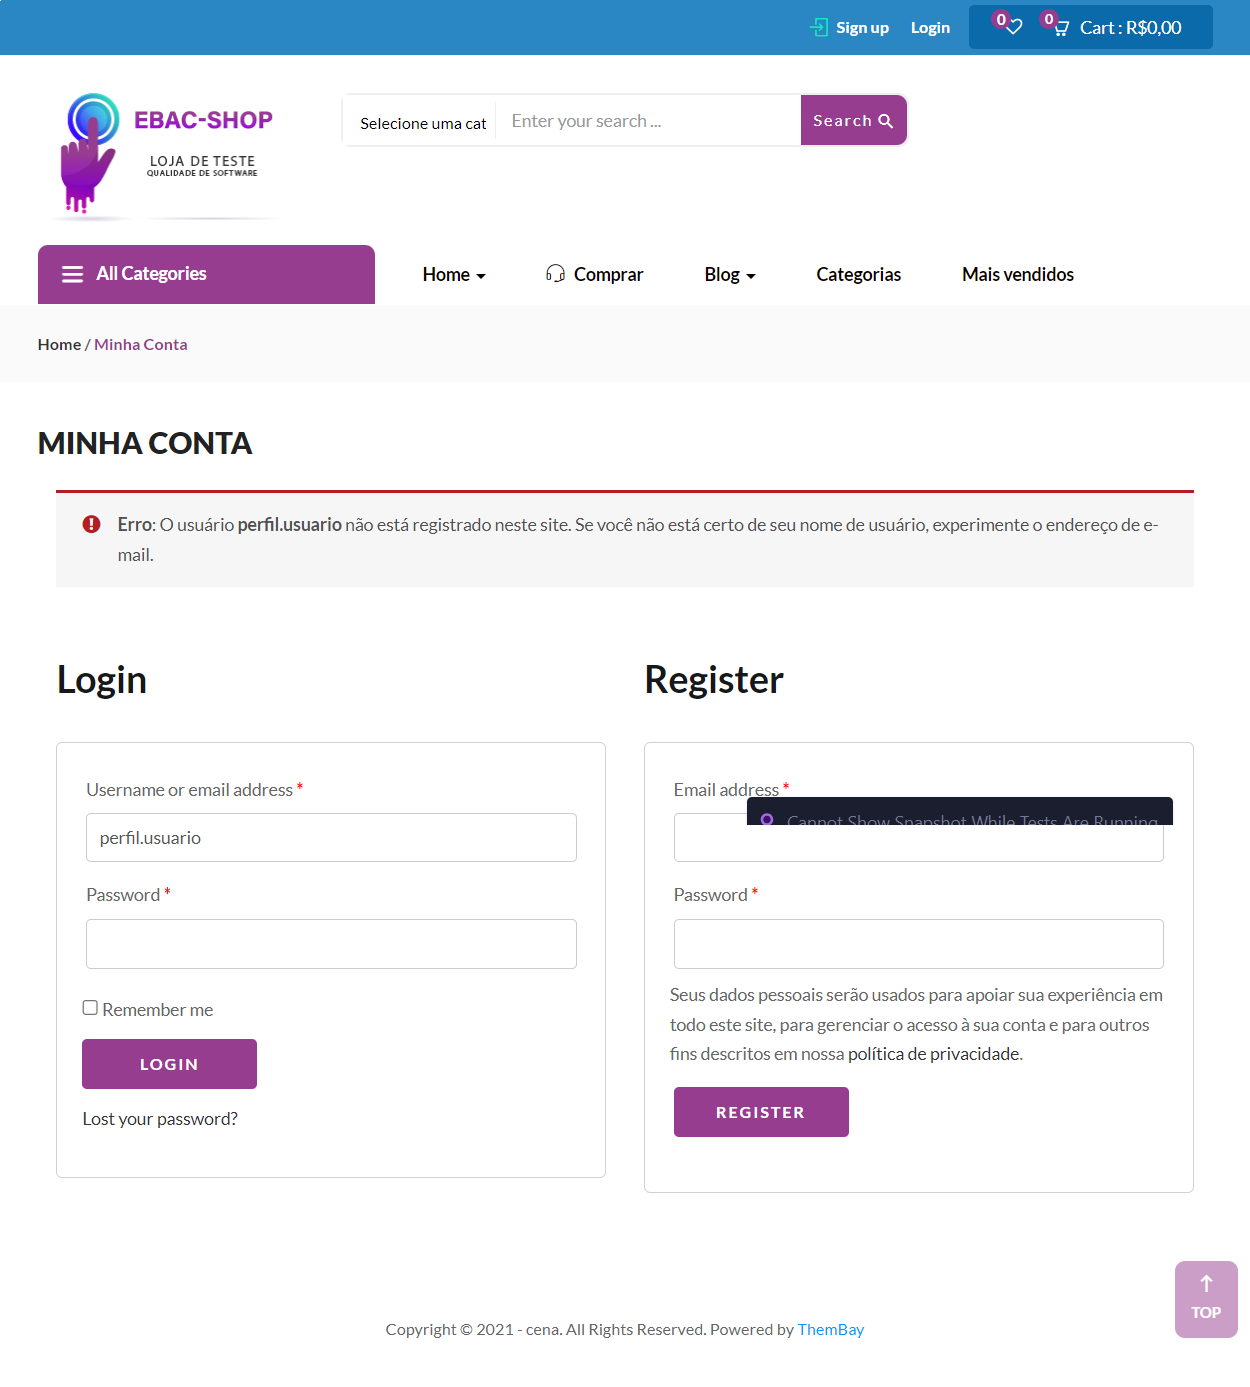 Sign up Login 0 0 Cart : R$0,00
EBAC-SHOP
LOJA DE TESTE
QUALIDADE DE SOFTWARE
Selecione uma cat Enter your search ... Search
All Categories Home Comprar Blog Categorias Mais vendidos
Home / Minha Conta
MINHA CONTA
Erro: O usuário perfil.usuario não está registrado neste site. Se você não está certo de seu nome de usuário, experimente o endereço de e-
mail.
Login
Username or email address *
perfil.usuario
Password *
Remember me
LOGIN
Lost your password?
Register
Email address *
Cannot Show Snapshot While Tests Are Running
Password *
Seus dados pessoais serão usados para apoiar sua experiência em
todo este site, para gerenciar o acesso à sua conta e para outros
fins descritos em nossa política de privacidade.
REGISTER
TOP
Copyright © 2021 - cena. All Rights Reserved. Powered by ThemBay